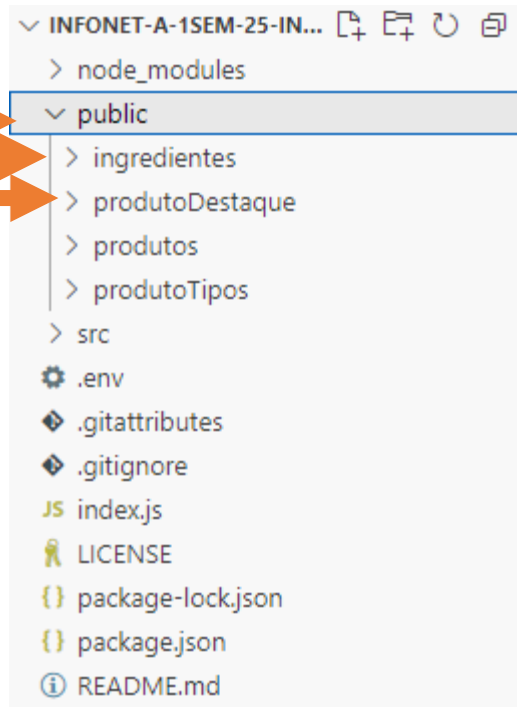 INFONET-A-1SEM-25-IN...
node_modules
public
ingredientes
produtoDestaque
produtos
produtoTipos
src
.env
.gitattributes
.gitignore
JS index.js
LICENSE
{} package-lock.json
{} package.json
README.md